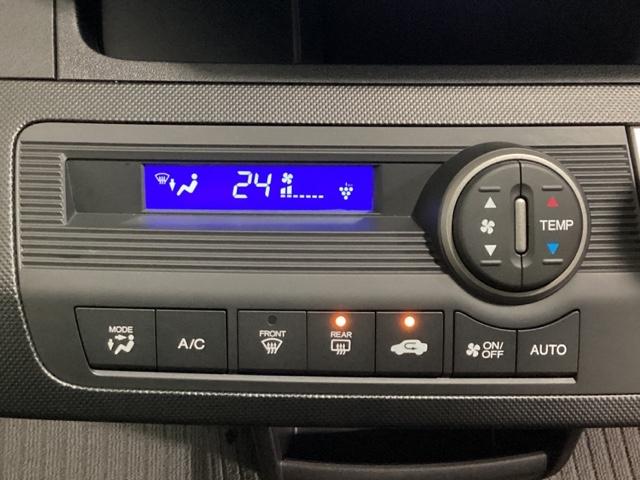 24
TEMP
MODE
A/C
FRONT
REAR
ON/
OFF
AUTO